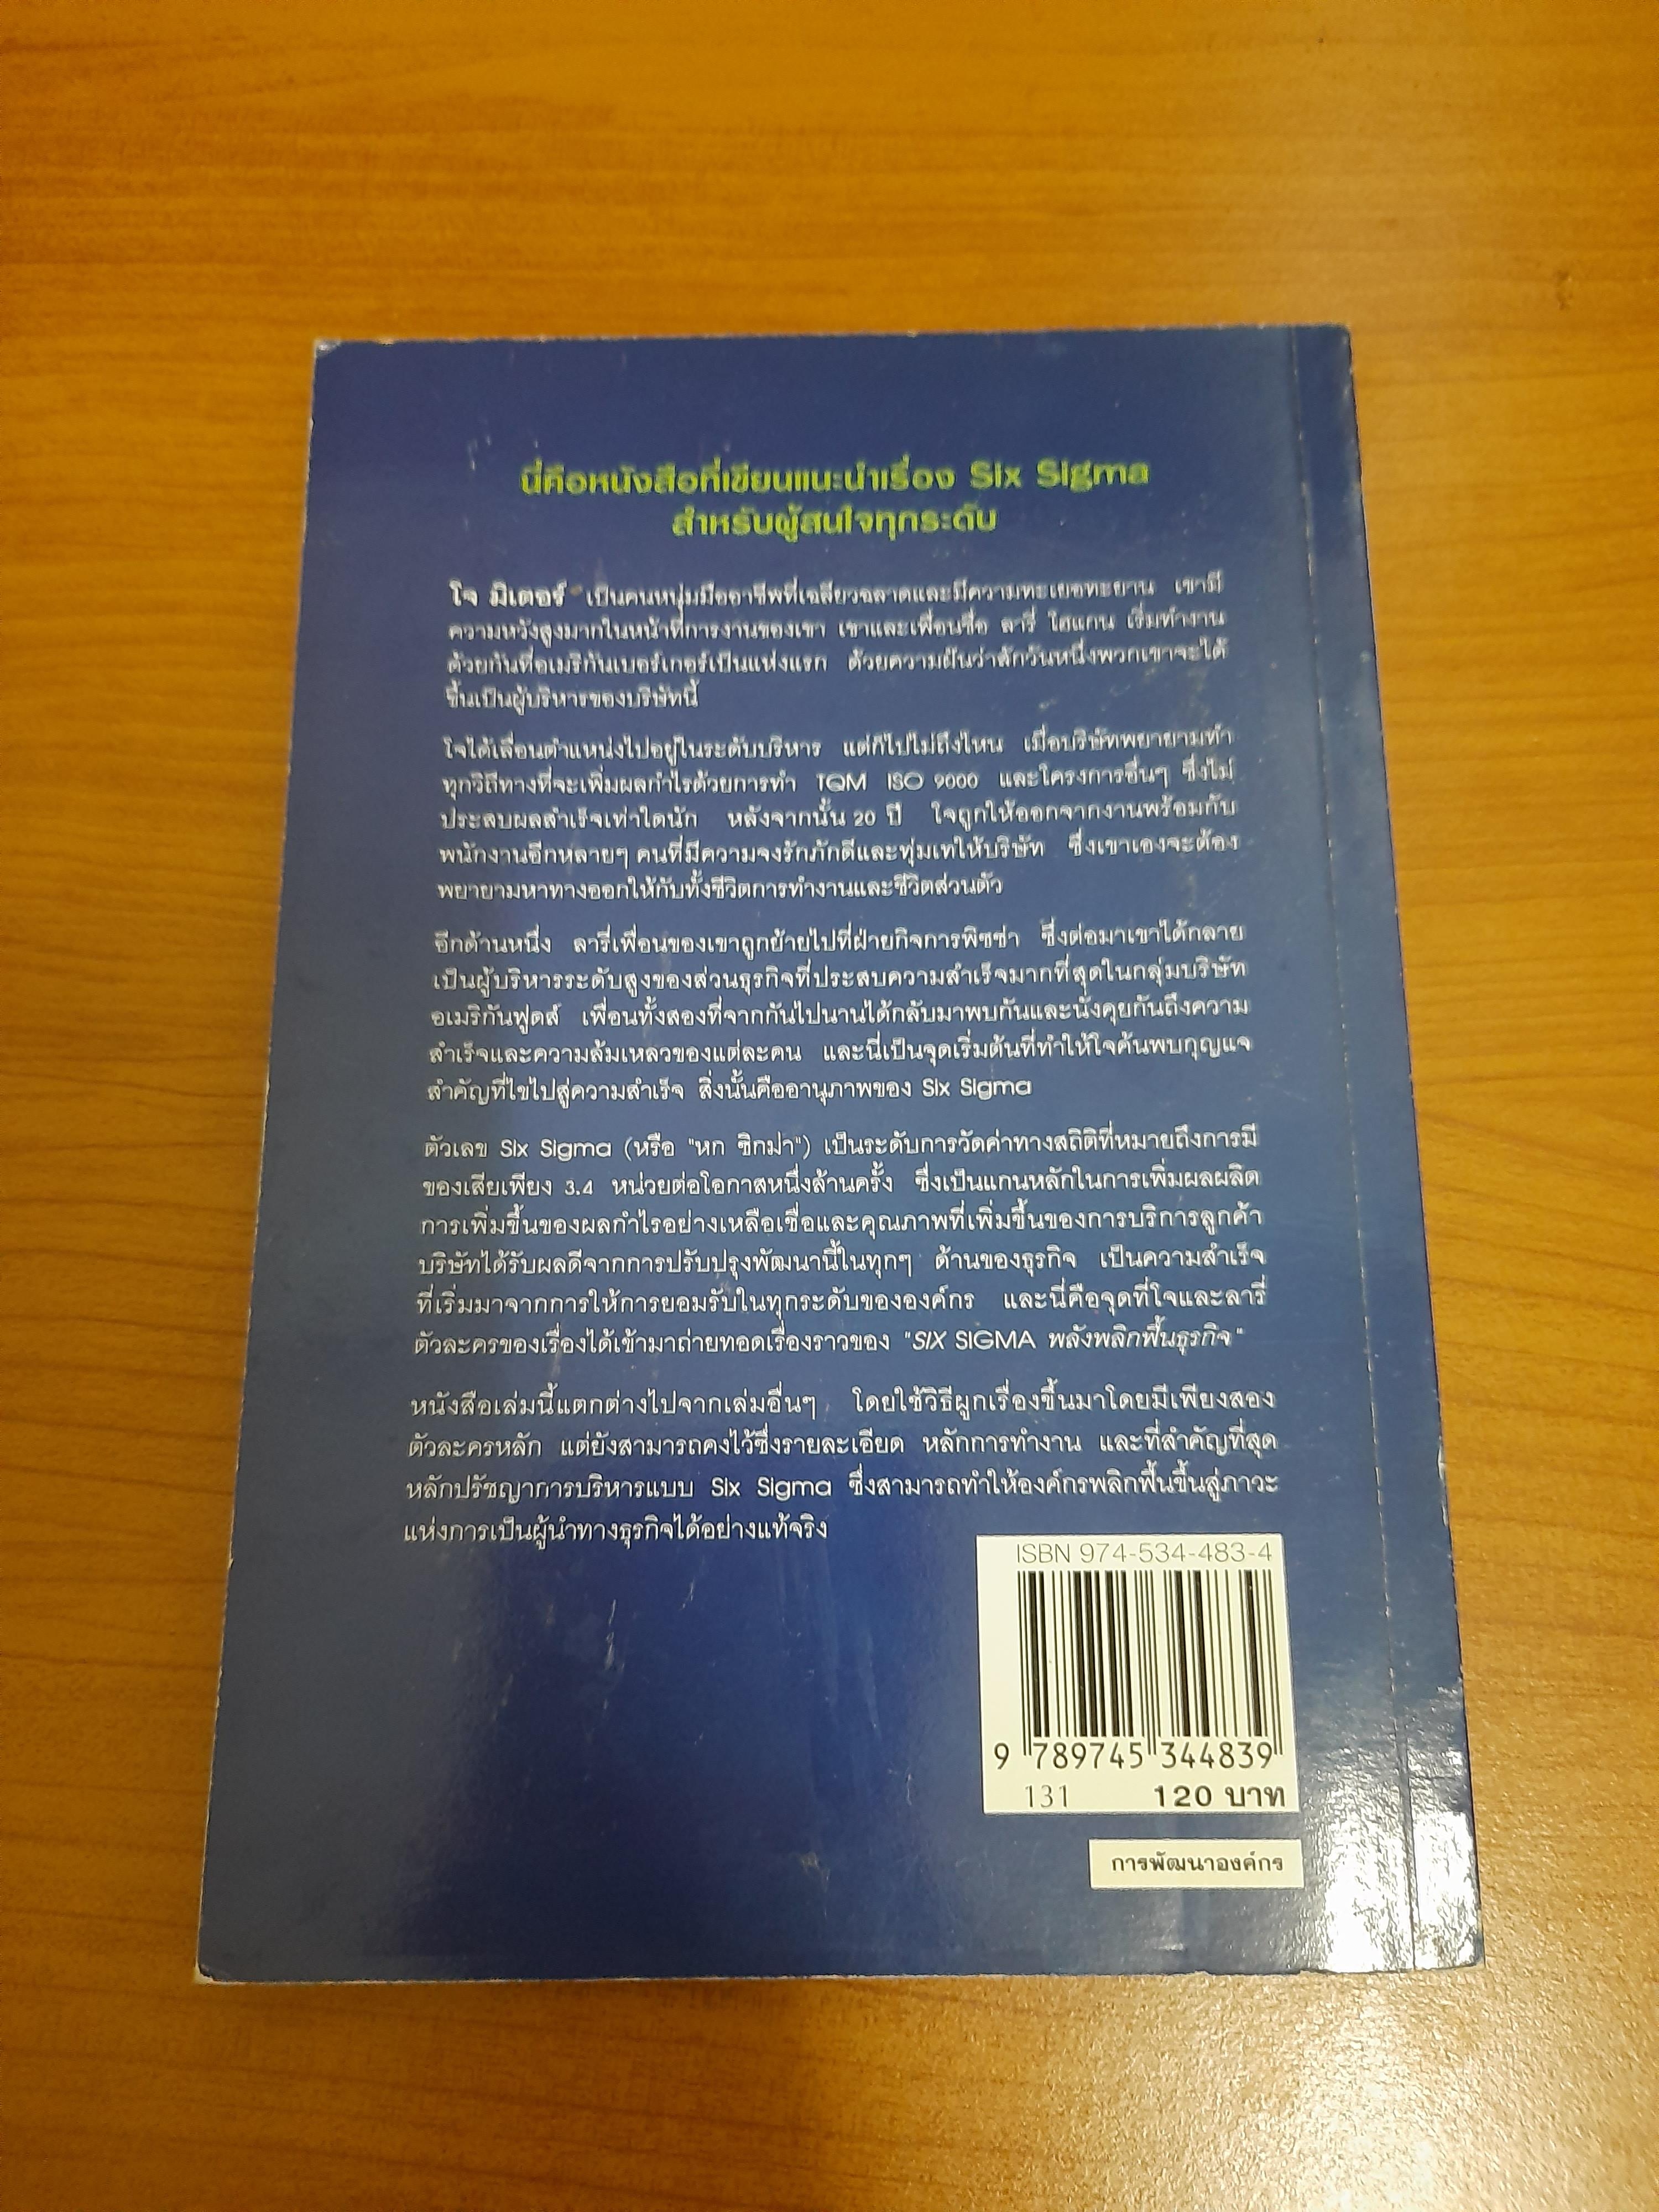 นี่คือหนังสือที่เขียนแนะนำเรื่อง Six Sigma
สำหรับผู้สนใจทุกระดับ
โจ มิเตอร์ เป็นคนหนุ่มมืออาชีพที่เฉลียวฉลาดและมีความทะเยอทะยาน เขามี
ความหวังสูงมากในหน้าที่การงานของเขา เขาและเพื่อนชื่อ ลารี่ โฮแกน เริ่มทำงาน
ด้วยกันที่อเมริกันเบอร์เกอร์เป็นแห่งแรก ด้วยความฝันว่าสักวันหนึ่งพวกเขาจะได้
ขึ้นเป็นผู้บริหารของบริษัทนี้
โจได้เลื่อนตำแหน่งไปอยู่ในระดับบริหาร แต่ก็ไปไม่ถึงไหน เมื่อบริษัทพยายามทำ
ทุกวิถีทางที่จะเพิ่มผลกำไรด้วยการทำ TQM ISO 9000 และโครงการอื่นๆ ซึ่งไม่
ประสบผลสำเร็จเท่าใดนัก หลังจากนั้น 20 ปี โจถูกให้ออกจากงานพร้อมกับ
พนักงานอีกหลายๆ คนที่มีความจงรักภักดีและทุ่มเทให้บริษัท ซึ่งเขาเองจะต้อง
พยายามหาทางออกให้กับทั้งชีวิตการทำงานและชีวิตส่วนตัว
อีกด้านหนึ่ง ลารี่เพื่อนของเขาถูกย้ายไปที่ฝ่ายกิจการพิซซ่า ซึ่งต่อมาเขาได้กลาย
เป็นผู้บริหารระดับสูงของส่วนธุรกิจที่ประสบความสำเร็จมากที่สุดในกลุ่มบริษัท
อเมริกันฟูดส์ เพื่อนทั้งสองที่จากกันไปนานได้กลับมาพบกันและนั่งคุยกันถึงความ
สำเร็จและความล้มเหลวของแต่ละคน และนี่เป็นจุดเริ่มต้นที่ทำให้โจค้นพบกุญแจ
สำคัญที่ไขไปสู่ความสำเร็จ สิ่งนั้นคืออานุภาพของ Six Sigma
ตัวเลข Six Sigma (หรือ "หก ซิกม่า") เป็นระดับการวัดค่าทางสถิติที่หมายถึงการมี
ของเสียเพียง 3.4 หน่วยต่อโอกาสหนึ่งล้านครั้ง ซึ่งเป็นแกนหลักในการเพิ่มผลผลิต
การเพิ่มขึ้นของผลกำไรอย่างเหลือเชื่อและคุณภาพที่เพิ่มขึ้นของการบริการลูกค้า
บริษัทได้รับผลดีจากการปรับปรุงพัฒนานี้ในทุกๆ ด้านของธุรกิจ เป็นความสำเร็จ
ที่เริ่มมาจากการให้การยอมรับในทุกระดับขององค์กร และนี่คือจุดที่โจและลารี่
ตัวละครของเรื่องได้เข้ามาถ่ายทอดเรื่องราวของ "SIX SIGMA พลังพลิกฟื้นธุรกิจ"
หนังสือเล่มนี้แตกต่างไปจากเล่มอื่นๆ โดยใช้วิธีผูกเรื่องขึ้นมาโดยมีเพียงสอง
ตัวละครหลัก แต่ยังสามารถคงไว้ซึ่งรายละเอียด หลักการทำงาน และที่สำคัญที่สุด
หลักปรัชญาการบริหารแบบ Six Sigma ซึ่งสามารถทำให้องค์กรพลิกฟื้นขึ้นสู่ภาวะ
แห่งการเป็นผู้นำทางธุรกิจได้อย่างแท้จริง
ISBN 974-534-483-4
9 789745 344839
131 120 บาท
การพัฒนาองค์กร